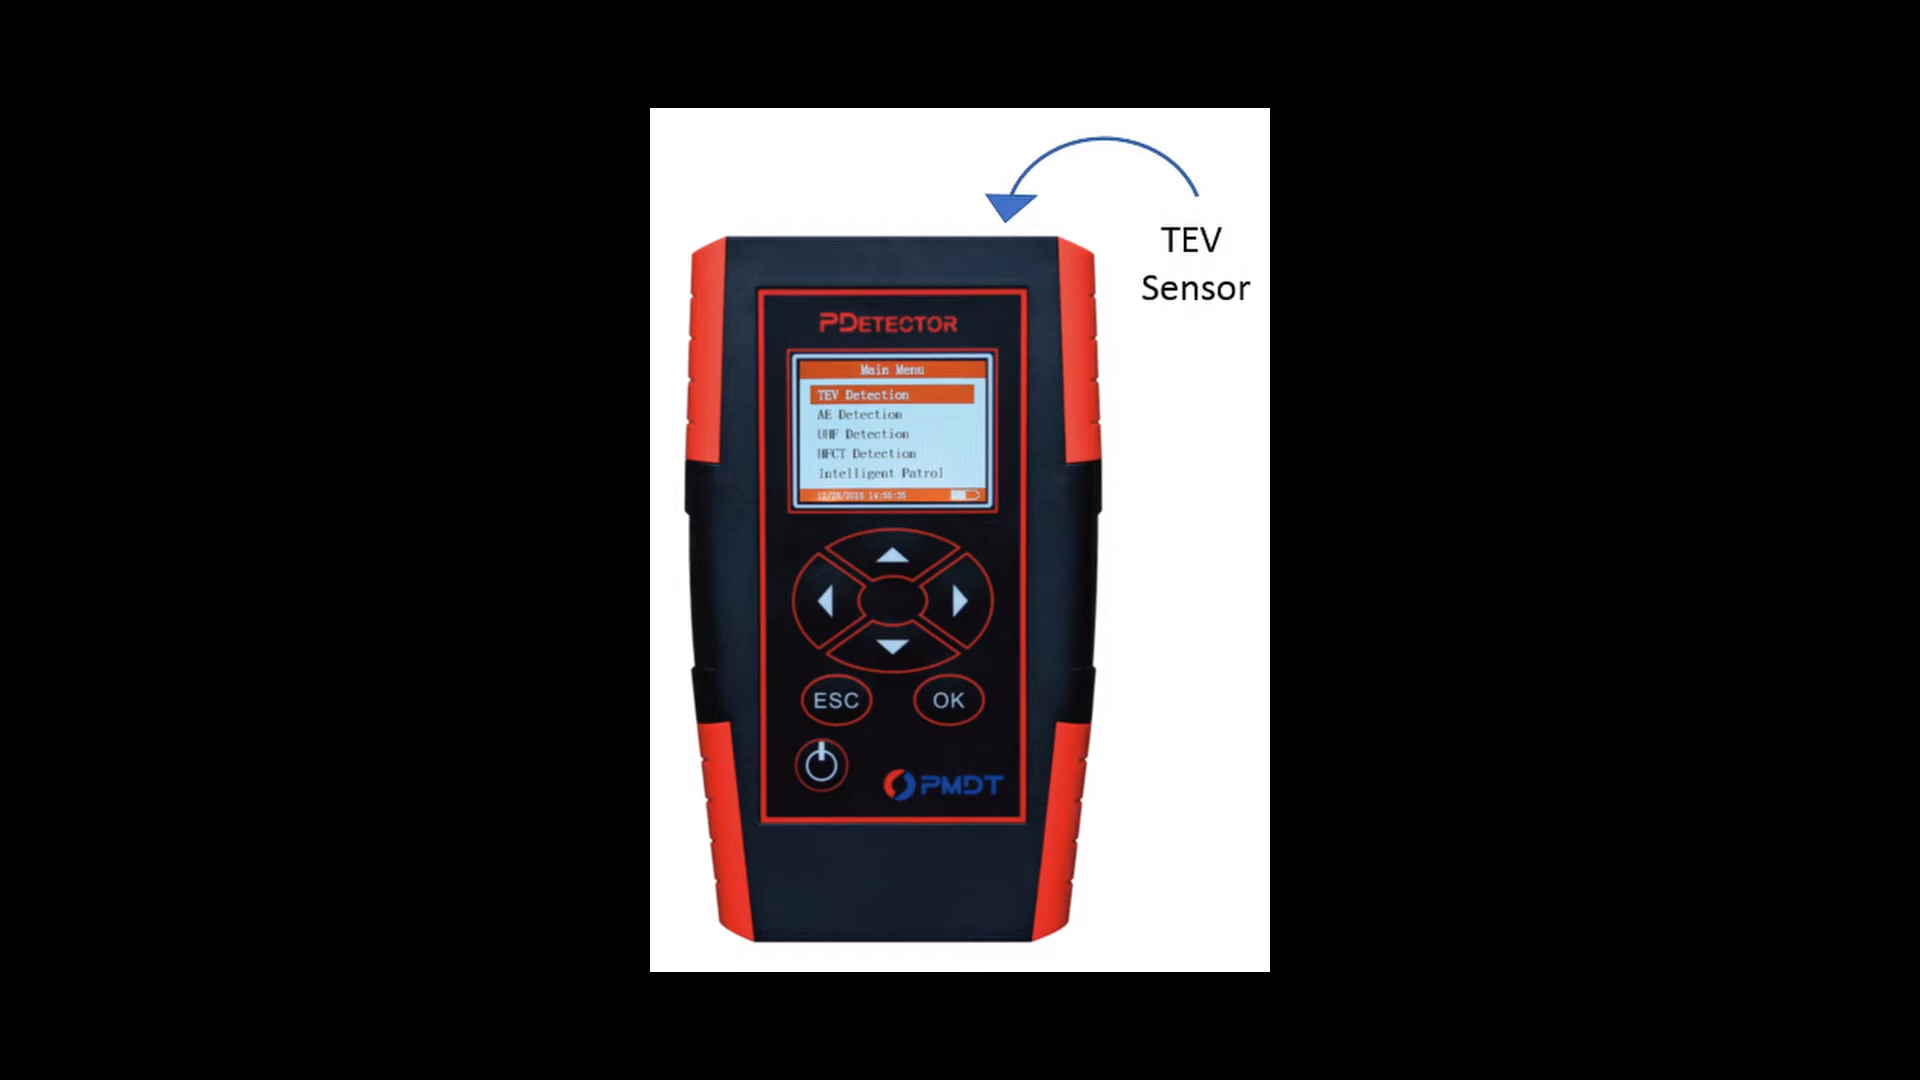 TEV
Sensor
PDETECTOR
Main Menu
TEV Detection
AE Detection
UHF Detection
HFCT Detection
Intelligent Patrol
ESC
OK
PMDT